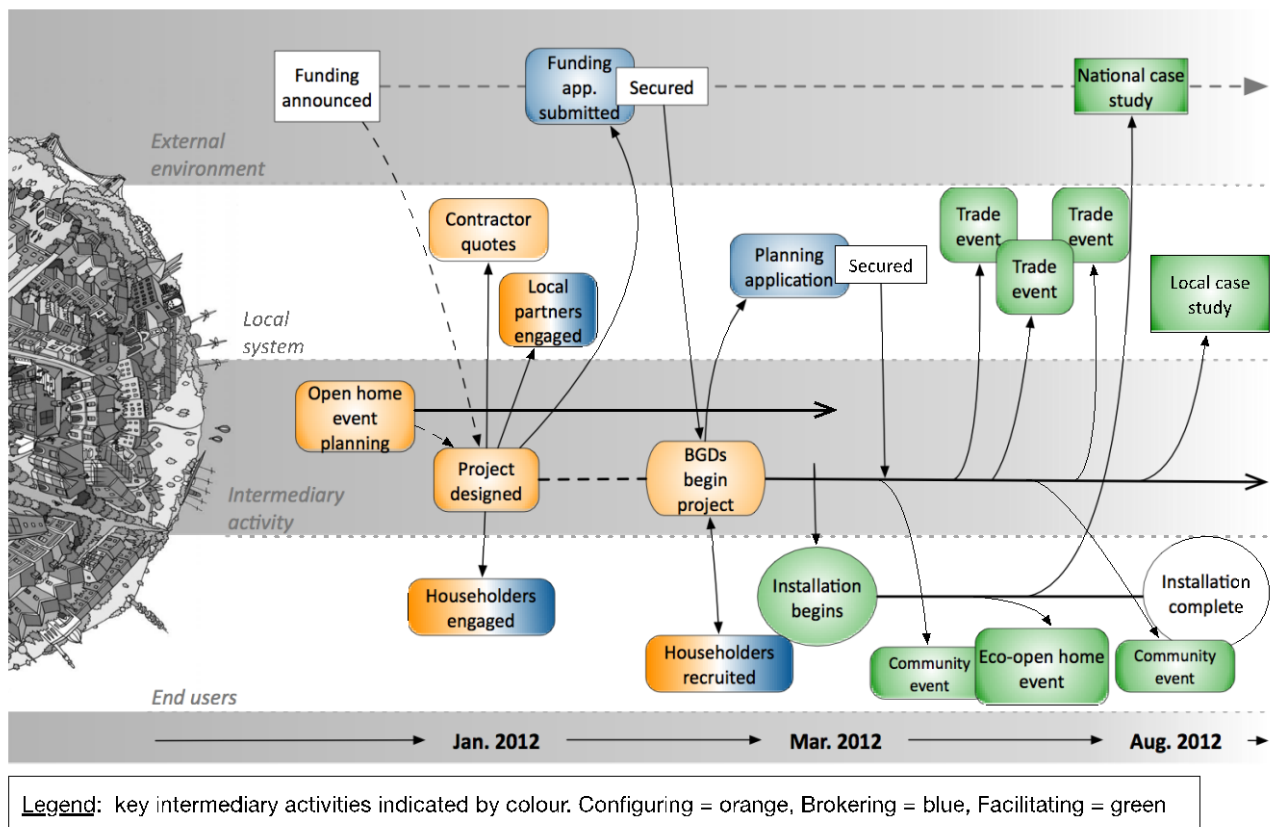 Funding
announced
Funding
app.
submitted
Secured
National case
study
External
environment
Contractor
quotes
Local
partners
engaged
Planning
application
Secured
Trade
event
Trade
event
Trade
event
Local case
study
Local
system
Open home
event
planning
Project
designed
BGDs
begin
project
Intermediary
activity
Householders
engaged
Householders
recruited
Installation
begins
Community
event
Eco-open home
event
Installation
complete
Community
event
End users
Jan. 2012
Mar. 2012
Aug. 2012
Legend: key intermediary activities indicated by colour. Configuring = orange, Brokering = blue, Facilitating = green